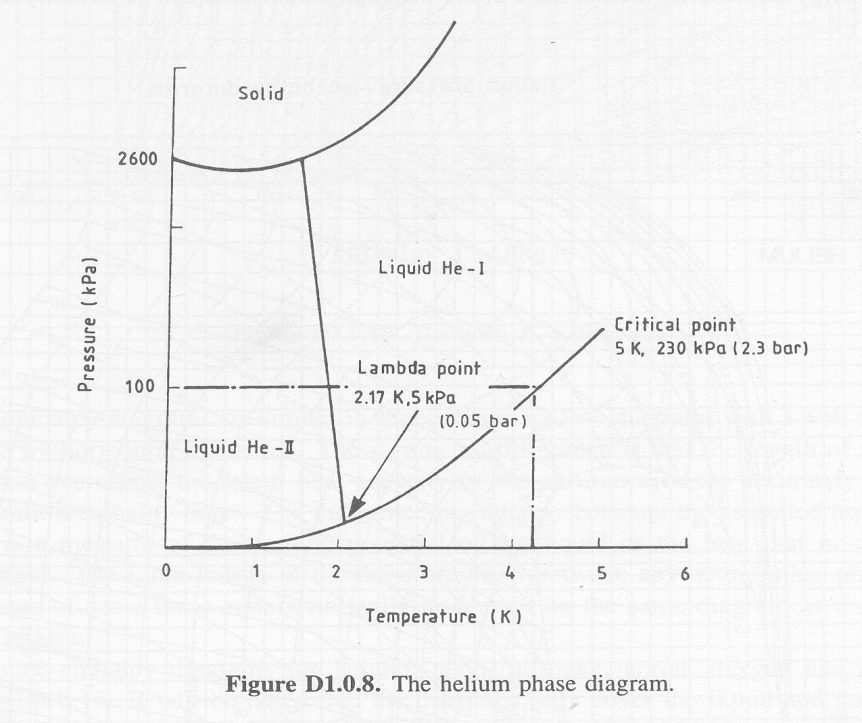 Solid
2600
Liquid He-I
Pressure (kPa)
Critical point
5 K, 230 kPa (2.3 bar)
Lambda point
100
2.17 K, 5 kPa
(0.05 bar)
Liquid He-II
0 1 2 3 4 5 6
Temperature (K)
Figure D1.0.8. The helium phase diagram.